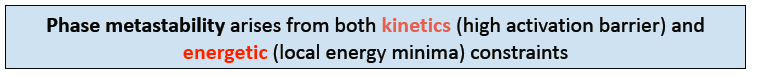 Phase metastability arises from both kinetics (high activation barrier) and
energetic (local energy minima) constraints